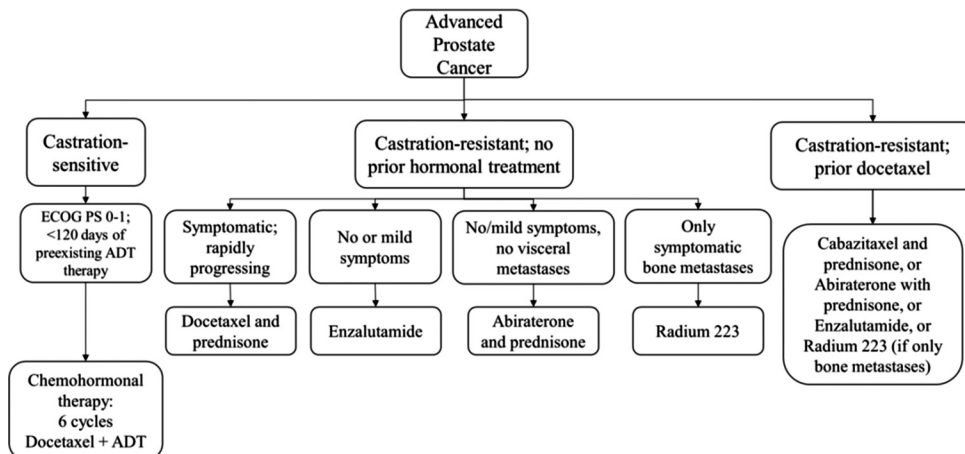 Advanced
Prostate
Cancer
Castration-
sensitive
Castration-resistant; no
prior hormonal treatment
Castration-resistant;
prior docetaxel
ECOG PS 0-1;
<120 days of
preexisting ADT
therapy
Symptomatic;
rapidly
progressing
No or mild
symptoms
No/mild symptoms,
no visceral
metastases
Only
symptomatic
bone metastases
Cabazitaxel and
prednisone, or
Abiraterone with
prednisone, or
Enzalutamide, or
Radium 223 (if only
bone metastases)
Docetaxel and
prednisone
Enzalutamide
Abiraterone
and prednisone
Radium 223
Chemohormonal
therapy:
6 cycles
Docetaxel + ADT